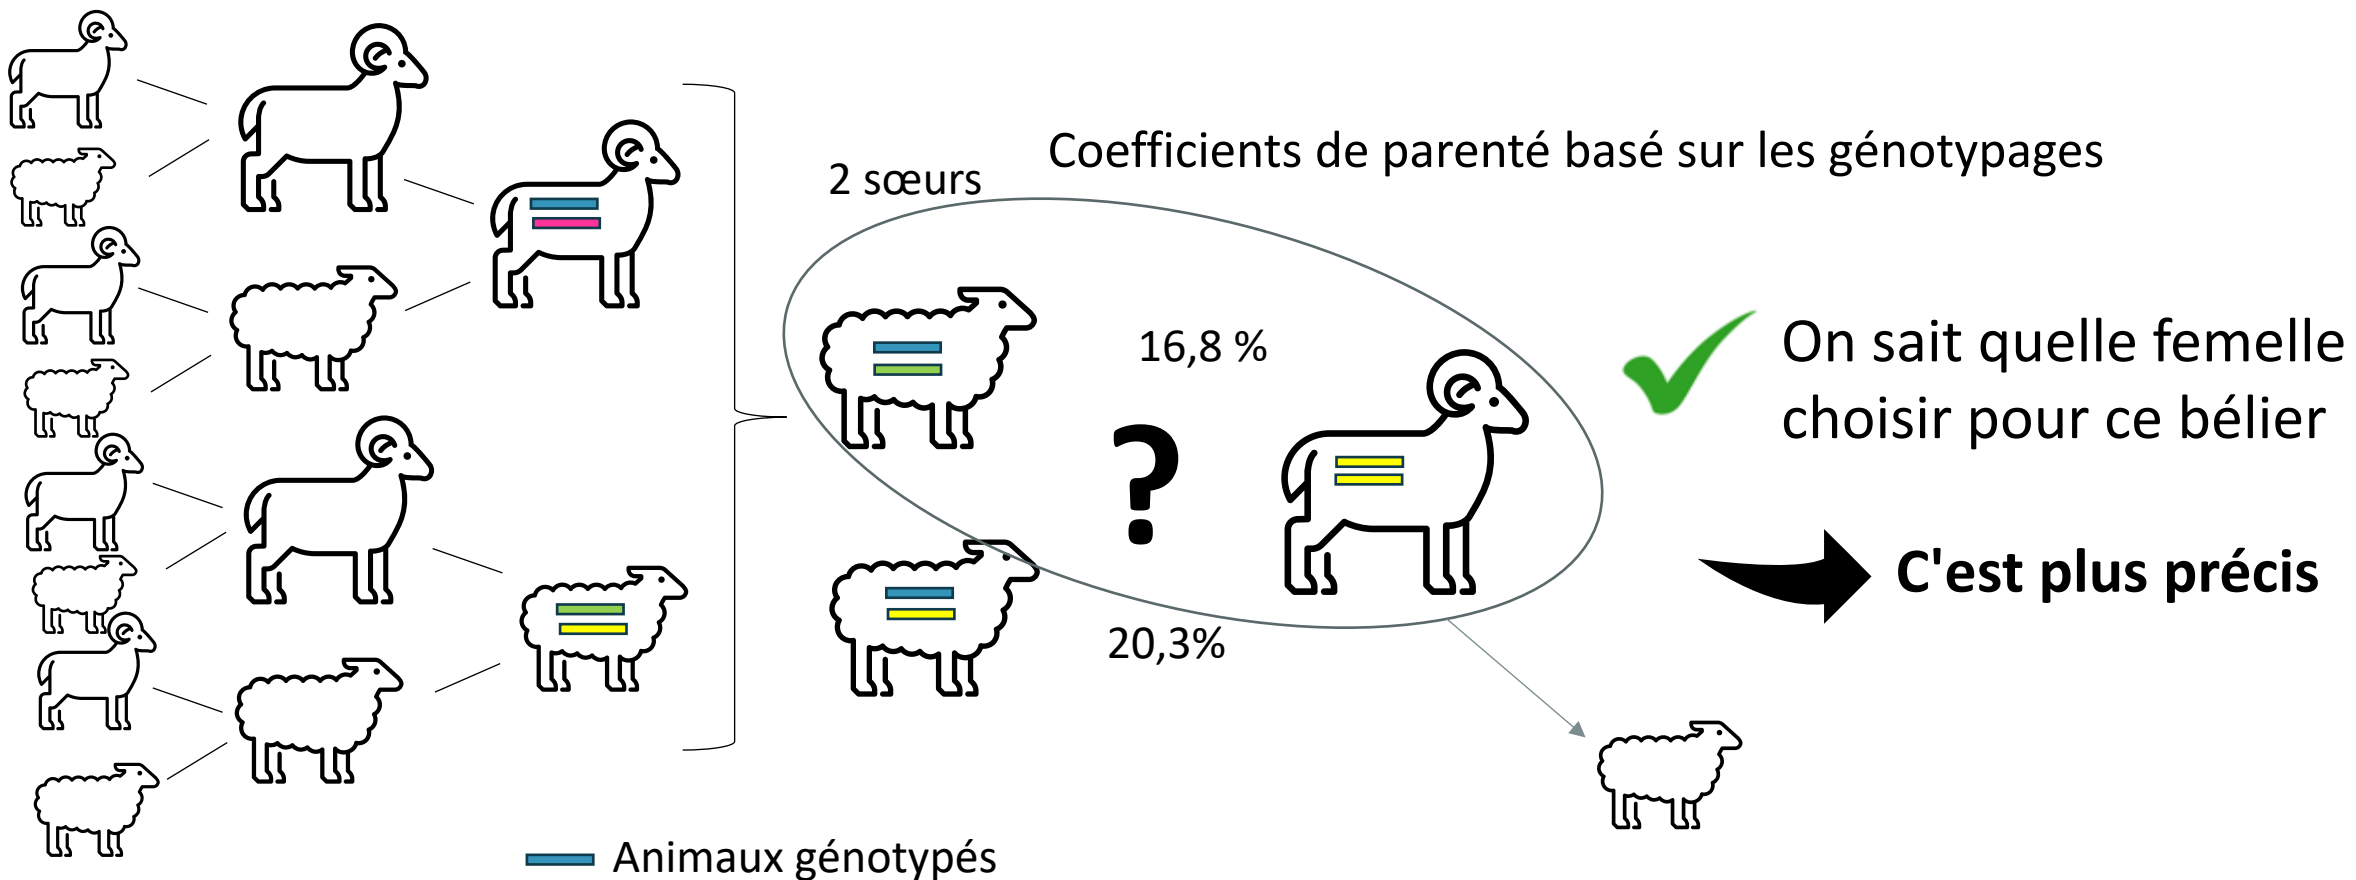 Coefficients de parenté basé sur les génotypages
2 sœurs
16,8 %
?
20,3%
On sait quelle femelle
choisir pour ce bélier
C'est plus précis
Animaux génotypés